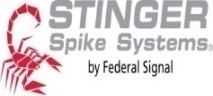 STINGER
Spike Systems®
by Federal Signal